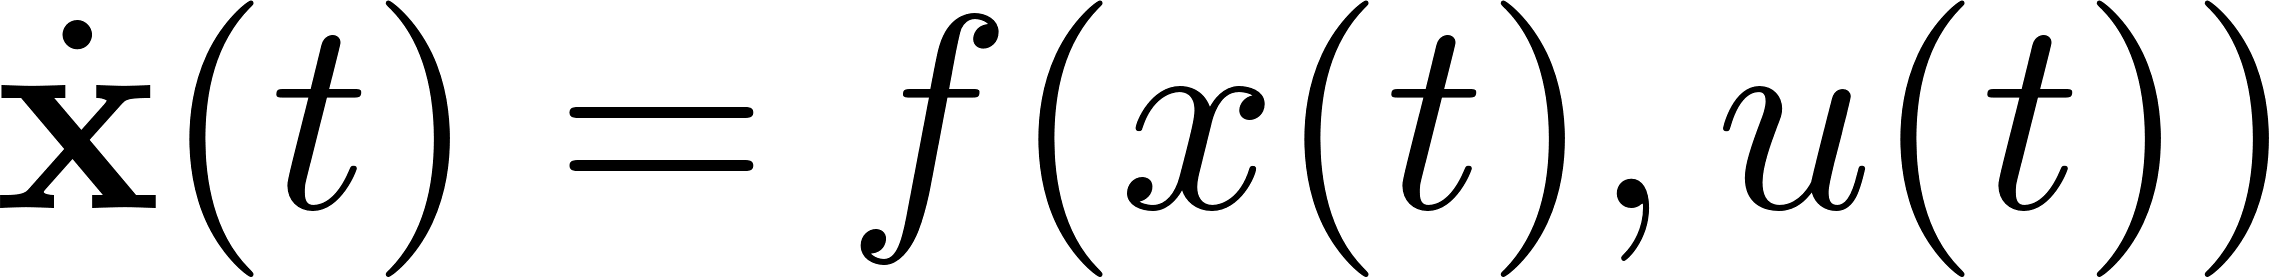 ẋ(t) = f(x(t), u(t))